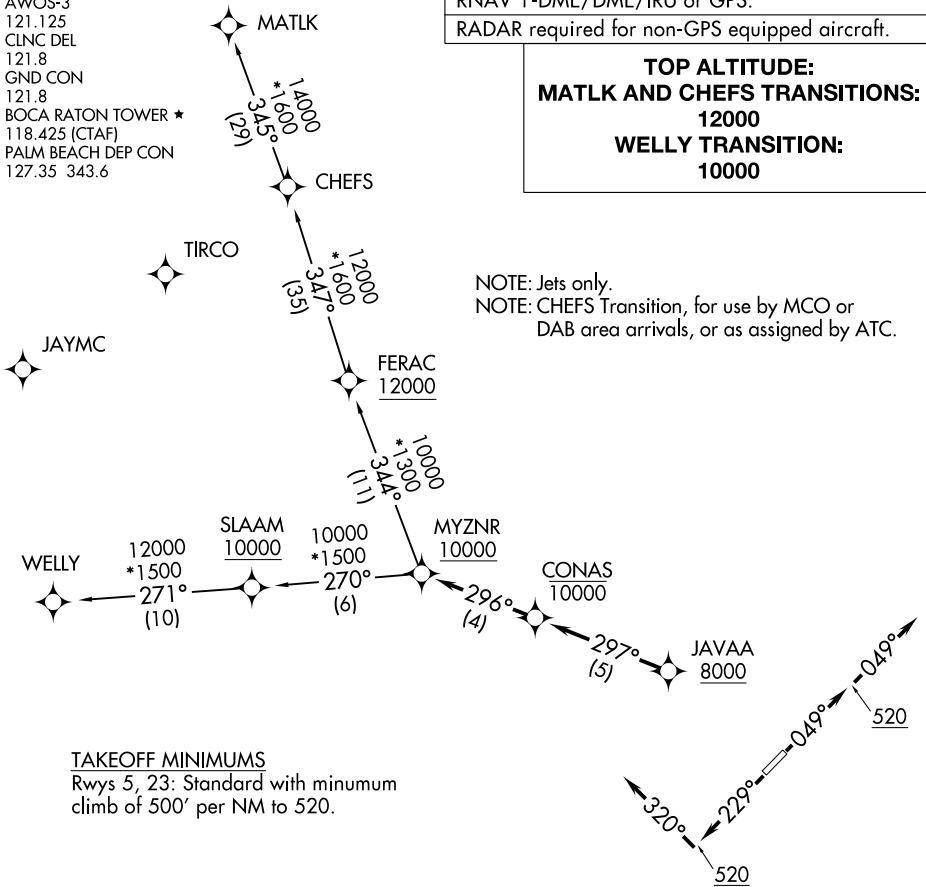 AWOS-3
121.125
CLNC DEL
121.8
GND CON
121.8
BOCA RATON TOWER ★
118.425 (CTAF)
PALM BEACH DEP CON
127.35 343.6
RNAV 1-DME/DME/IRU or GPS.
RADAR required for non-GPS equipped aircraft.
TOP ALTITUDE:
MATLK AND CHEFS TRANSITIONS:
12000
WELLY TRANSITION:
10000
MATLK
14000
*1600
345°
(29)
CHEFS
TIRCO
12000
*1600
347°
(35)
NOTE: Jets only.
NOTE: CHEFS Transition, for use by MCO or
DAB area arrivals, or as assigned by ATC.
JAYMC
FERAC
12000
10000
*1300
344°
(11)
MYZNR
10000
SLAAM
10000
10000
*1500
270°
(6)
WELLY
12000
*1500
271°
(10)
CONAS
10000
296°
(4)
297°
(5)
JAVAA
8000
049°
520
049°
229°
320°
520
TAKEOFF MINIMUMS
Rwys 5, 23: Standard with minumum
climb of 500' per NM to 520.